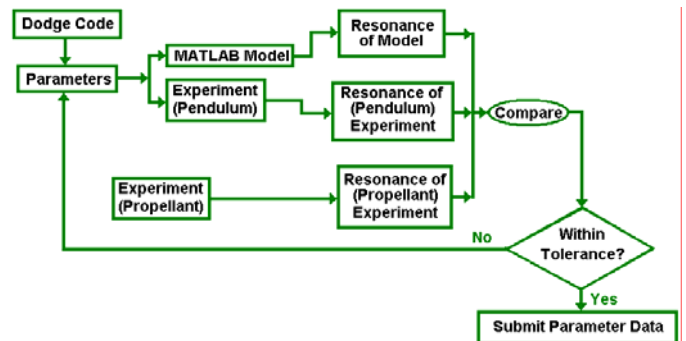 Dodge Code
Parameters
MATLAB Model
Resonance
of Model
Experiment
(Pendulum)
Resonance of
(Pendulum)
Experiment
Compare
Experiment
(Propellant)
Resonance of
(Propellant)
Experiment
No
Within
Tolerance?
Yes
Submit Parameter Data